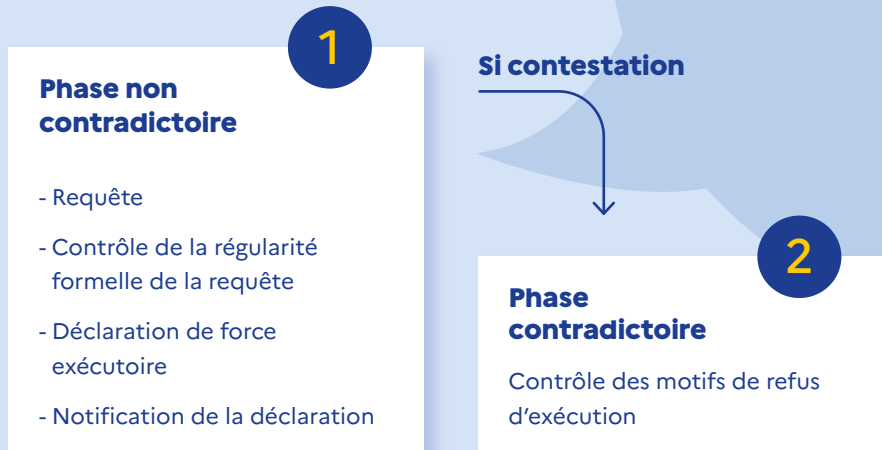 1
Phase non
contradictoire
- Requête
- Contrôle de la régularité
formelle de la requête
- Déclaration de force
exécutoire
- Notification de la déclaration
Si contestation
2
Phase
contradictoire
Contrôle des motifs de refus
d’exécution